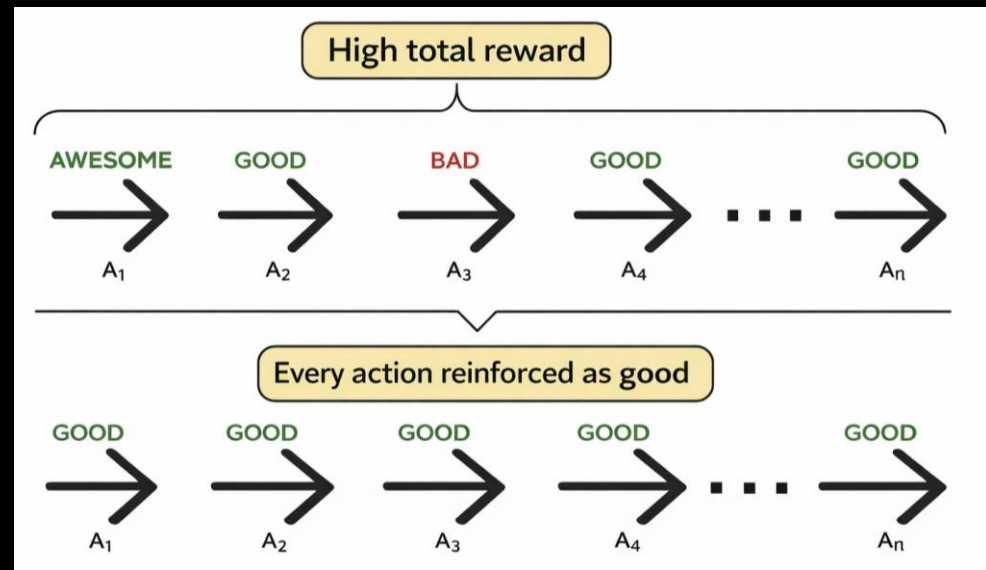 High total reward
AWESOME GOOD BAD GOOD GOOD
A₁ A₂ A₃ A₄ Aₙ
Every action reinforced as good
GOOD GOOD GOOD GOOD GOOD
A₁ A₂ A₃ A₄ Aₙ